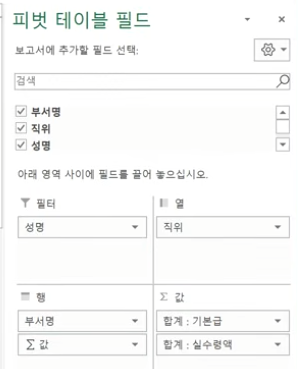 피벗 테이블 필드
보고서에 추가할 필드 선택:
검색
부서명
직위
성명
아래 영역 사이에 필드를 끌어 놓으십시오.
필터
성명
열
직위
행
부서명
Σ 값
Σ 값
합계 : 기본급
합계 : 실수령액